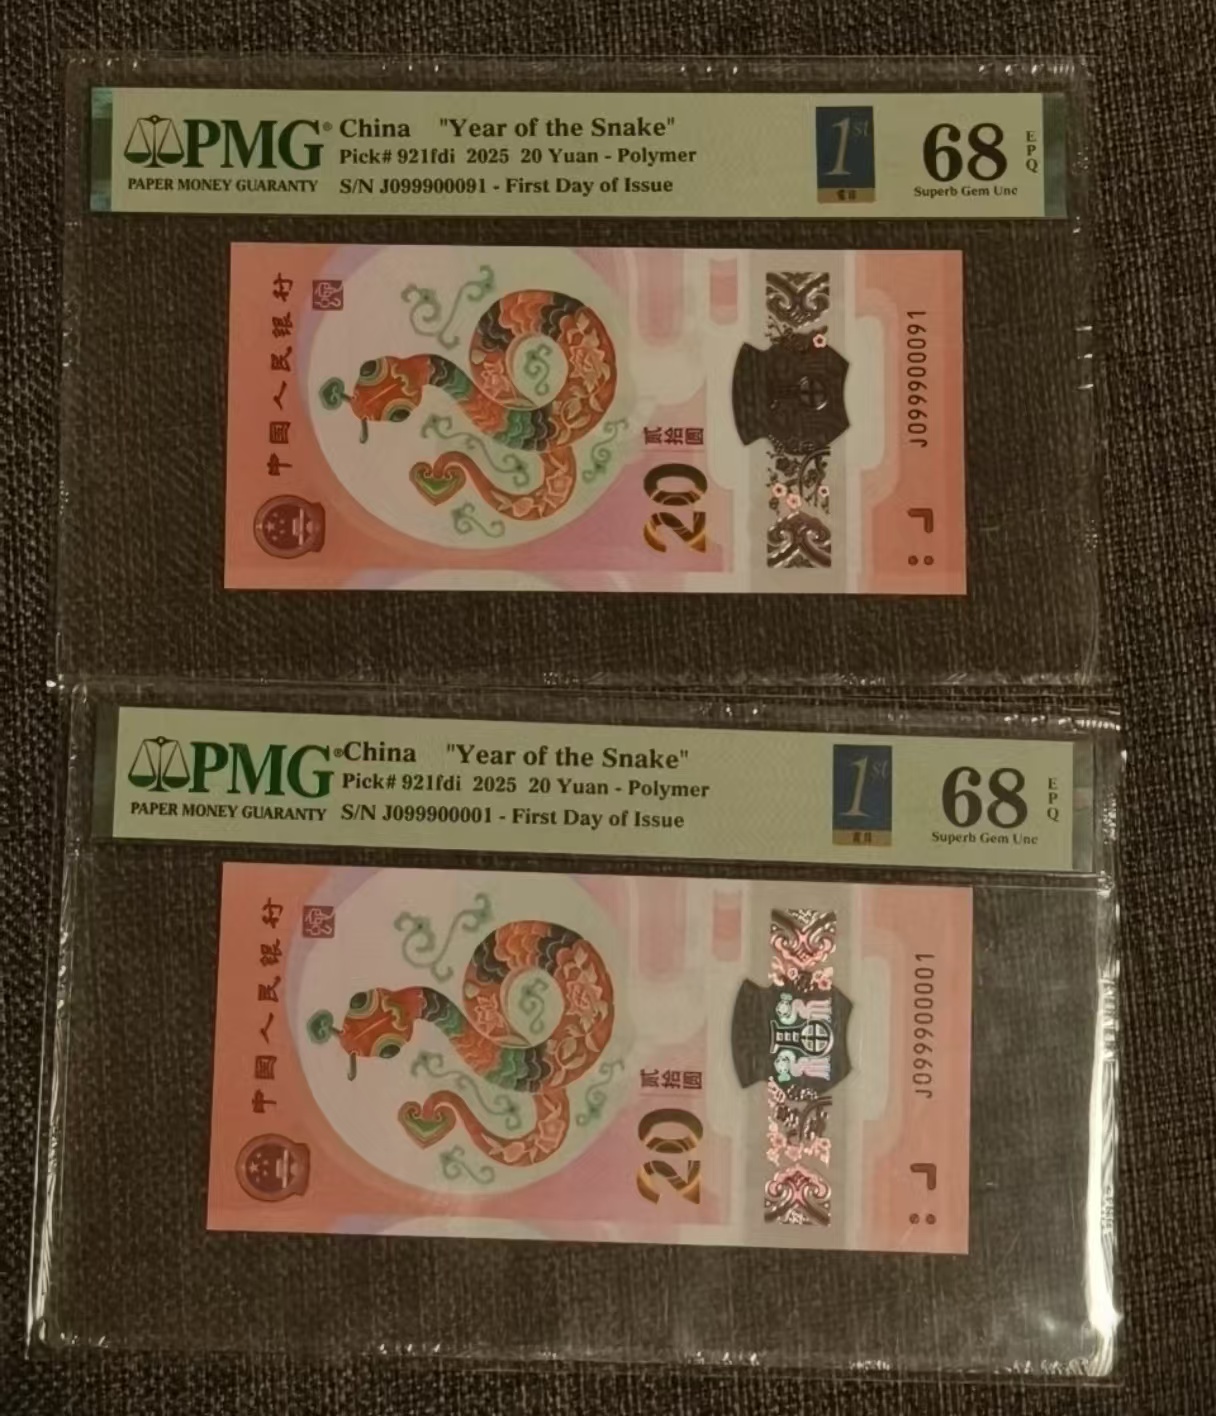 PMG® China "Year of the Snake"
Pick# 921fdi 2025 20 Yuan - Polymer
PAPER MONEY GUARANTY S/N J099900091 - First Day of Issue
1st
68
EPQ
Superb Gem Unc
中国人民银行
贰拾圆
20
J099900091
PMG® China "Year of the Snake"
Pick# 921fdi 2025 20 Yuan - Polymer
PAPER MONEY GUARANTY S/N J099900001 - First Day of Issue
1st
68
EPQ
Superb Gem Unc
中国人民银行
贰拾圆
20
J099900001